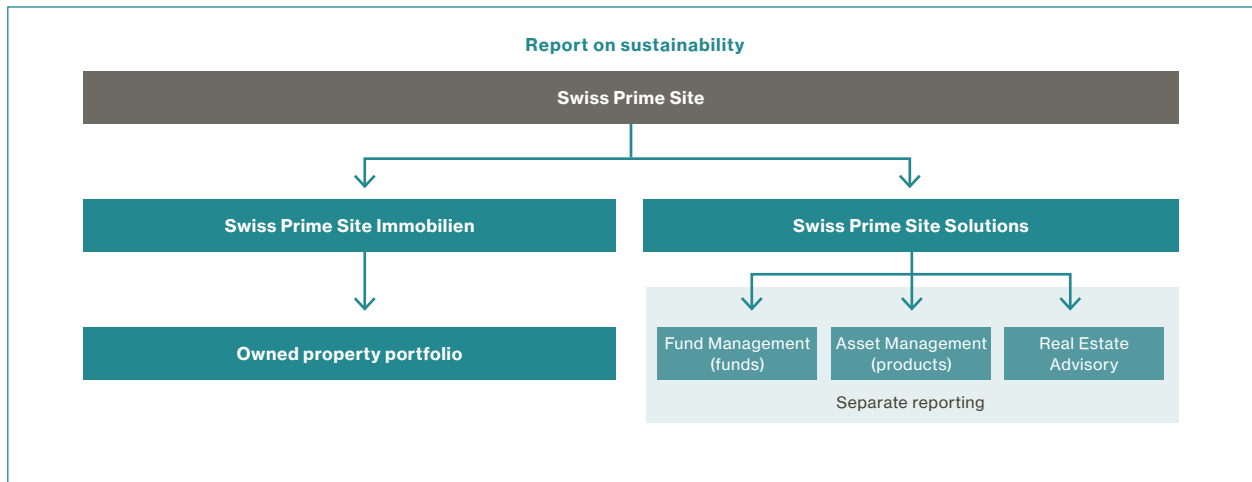 Report on sustainability
Swiss Prime Site
Swiss Prime Site Immobilien
Swiss Prime Site Solutions
Owned property portfolio
Fund Management
(funds)
Asset Management
(products)
Real Estate
Advisory
Separate reporting